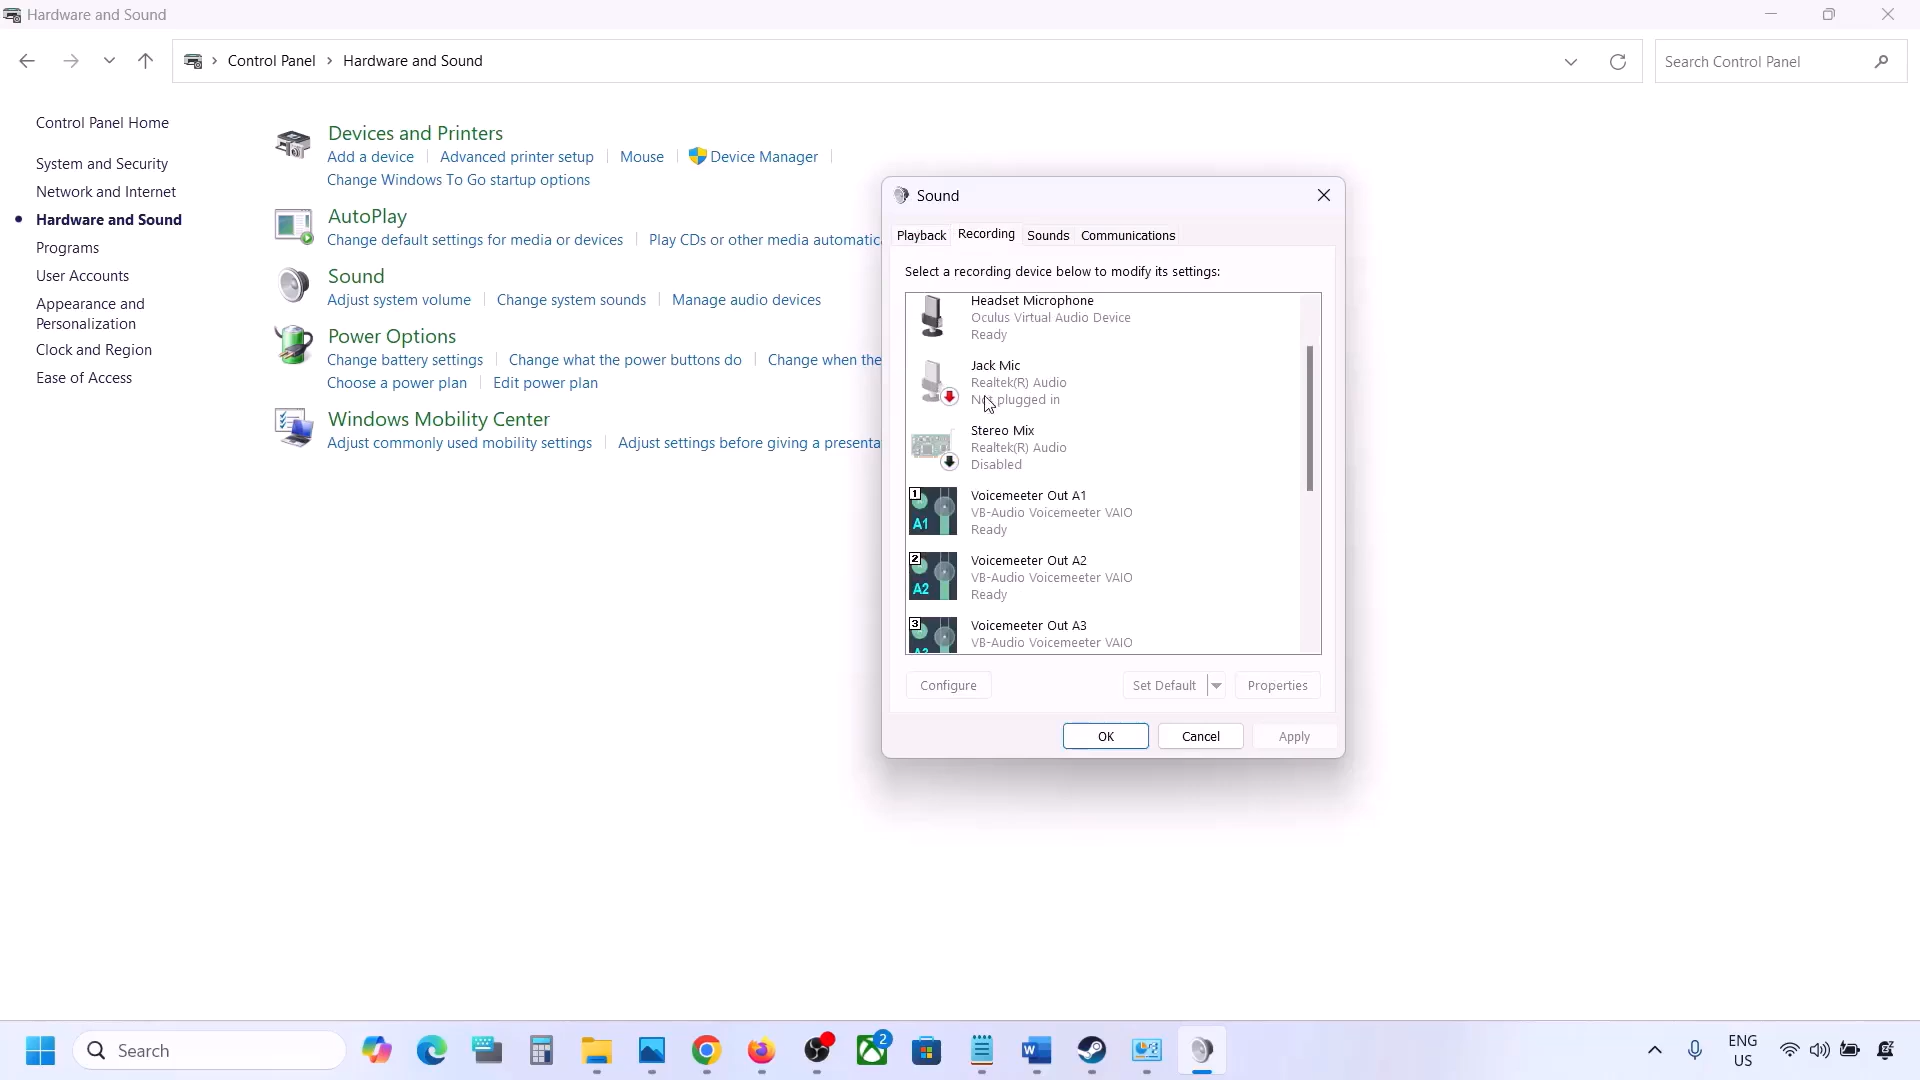 Hardware and Sound
Control Panel > Hardware and Sound
Search Control Panel
Control Panel Home
System and Security
Network and Internet
Hardware and Sound
Programs
User Accounts
Appearance and
Personalization
Clock and Region
Ease of Access
Devices and Printers
Add a device
Advanced printer setup
Mouse
Device Manager
Change Windows To Go startup options
AutoPlay
Change default settings for media or devices
Play CDs or other media automatic
Sound
Adjust system volume
Change system sounds
Manage audio devices
Power Options
Change battery settings
Change what the power buttons do
Change when the
Choose a power plan
Edit power plan
Windows Mobility Center
Adjust commonly used mobility settings
Adjust settings before giving a presenta
Sound
Playback
Recording
Sounds
Communications
Select a recording device below to modify its settings:
Headset Microphone
Oculus Virtual Audio Device
Ready
Jack Mic
Realtek(R) Audio
Not plugged in
Stereo Mix
Realtek(R) Audio
Disabled
1
A1
Voicemeeter Out A1
VB-Audio Voicemeeter VAIO
Ready
2
A2
Voicemeeter Out A2
VB-Audio Voicemeeter VAIO
Ready
3
A3
Voicemeeter Out A3
VB-Audio Voicemeeter VAIO
Configure
Set Default
Properties
OK
Cancel
Apply
Search
2
ENG
US